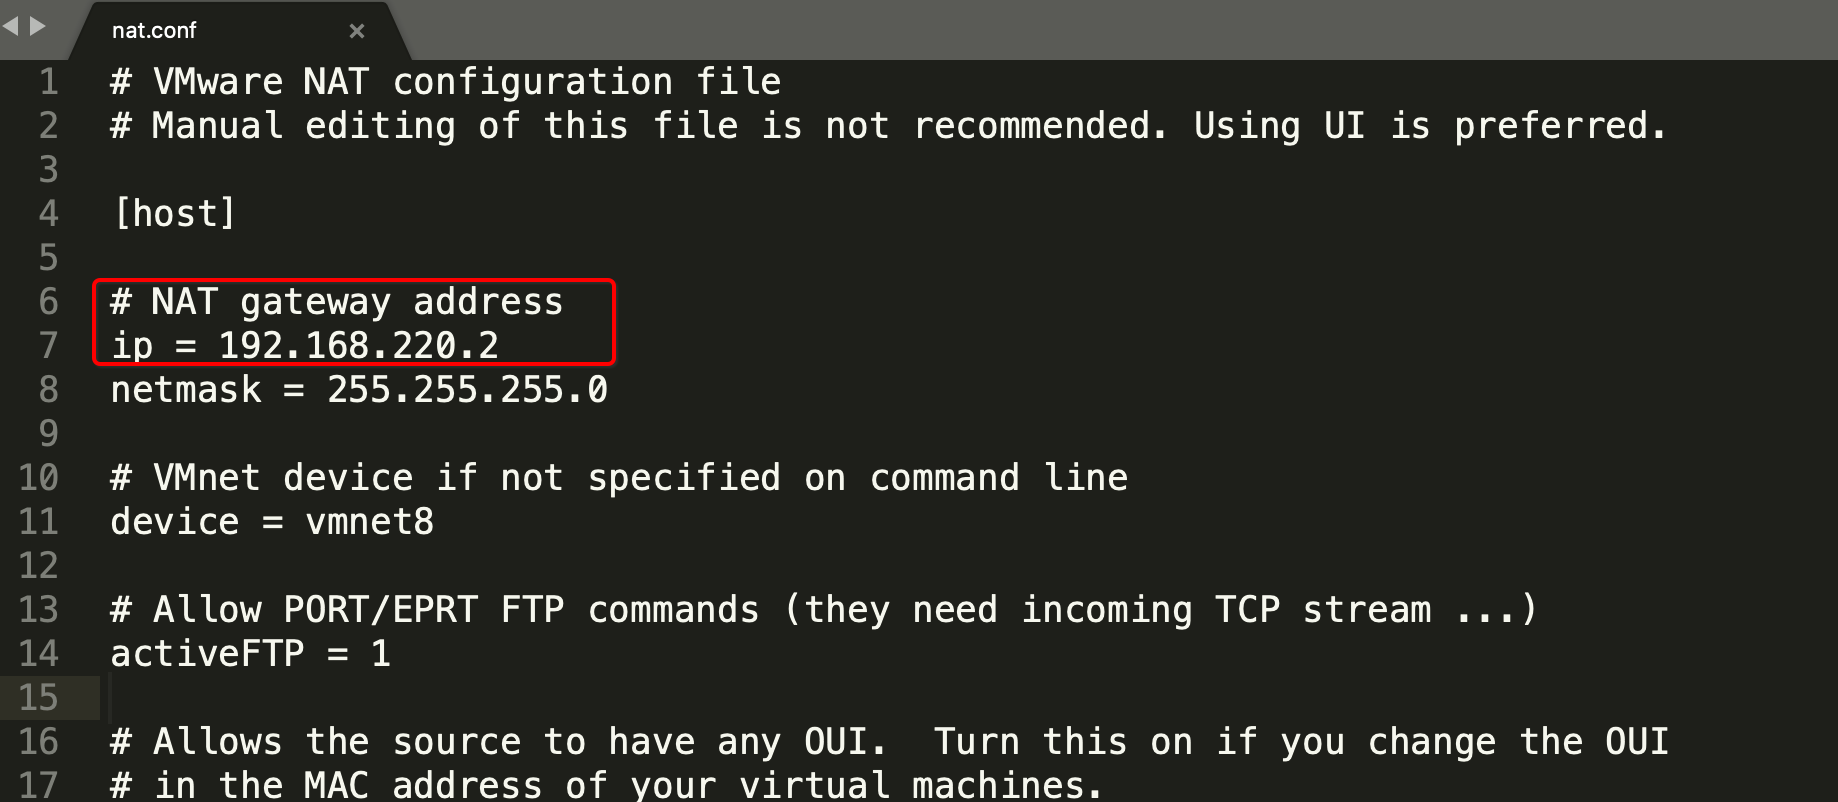 nat.conf
1 # VMware NAT configuration file
2 # Manual editing of this file is not recommended. Using UI is preferred.
3
4 [host]
5
6 # NAT gateway address
7 ip = 192.168.220.2
8 netmask = 255.255.255.0
9
10 # VMnet device if not specified on command line
11 device = vmnet8
12
13 # Allow PORT/EPRT FTP commands (they need incoming TCP stream ...)
14 activeFTP = 1
15
16 # Allows the source to have any OUI.  Turn this on if you change the OUI
17 # in the MAC address of your virtual machines.